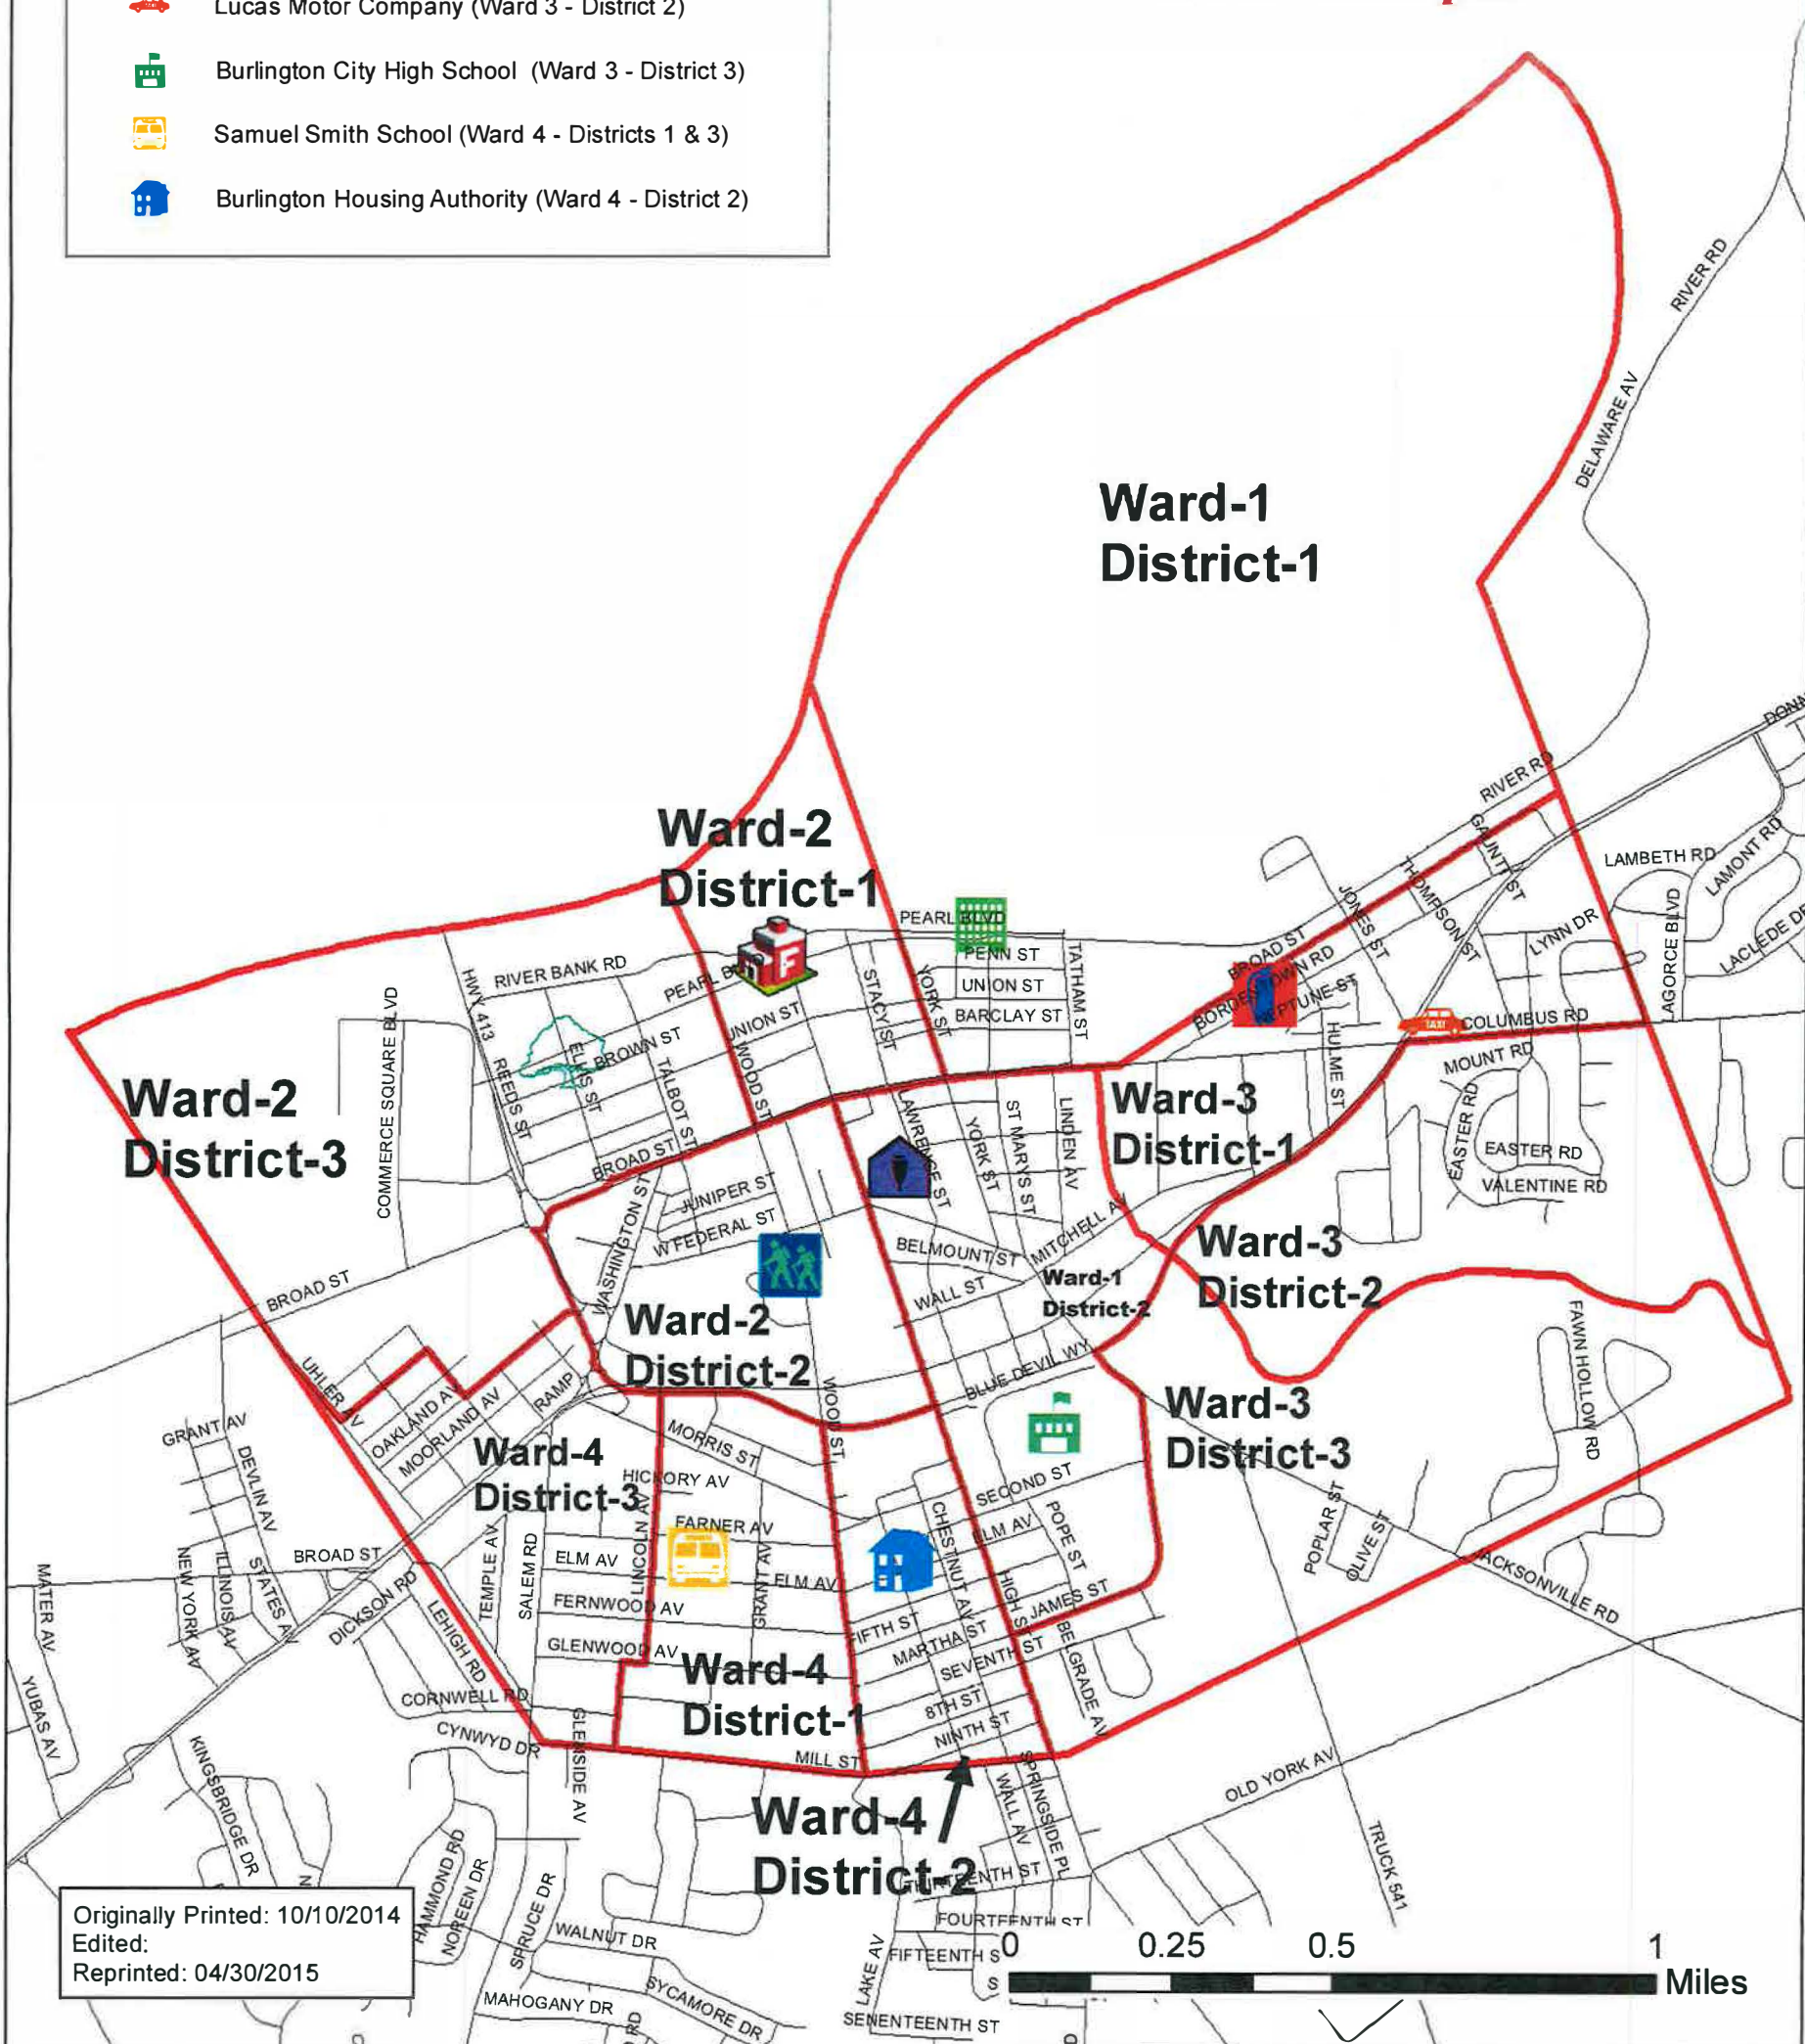 Lucas Motor Company (Ward 3 - District 2)
Burlington City High School (Ward 3 - District 3)
Samuel Smith School (Ward 4 - Districts 1 & 3)
Burlington Housing Authority (Ward 4 - District 2)
RIVER RD
DELAWARE AV
Ward-1
District-1
RIVER RD
GAUNTT ST
THOMPSON ST
JONES ST
LAMBETH RD
LAMONT RD
LAGORCE BLVD
LYNN DR
Ward-2
District-1
F
PEARL BLVD
PENN ST
UNION ST
BARCLAY ST
TATHAM ST
YORK ST
STACY ST
BROAD ST
BORDENTOWN RD
NEPTUNE ST
HULME ST
TAXI
COLUMBUS RD
MOUNT RD
EASTER RD
EASTER RD
VALENTINE RD
RIVER BANK RD
HWY 413
REEDS ST
ELLIS ST
BROWN ST
TALBOT ST
UNION ST
WOOD ST
COMMERCE SQUARE BLVD
Ward-2
District-3
BROAD ST
BROAD ST
JUNIPER ST
W FEDERAL ST
WASHINGTON ST
LAWRENCE ST
YORK ST
ST MARYS ST
LINDEN AV
MITCHELL AV
BELMOUNT ST
WALL ST
Ward-3
District-1
Ward-3
District-2
Ward-1
District-2
Ward-2
District-2
BLUE DEVIL WY
WOOD ST
Ward-3
District-3
FAWN HOLLOW RD
POPLAR ST
OLIVE ST
JACKSONVILLE RD
UHLER AV
OAKLAND AV
MOORLAND AV
RAMP
GRANT AV
DEVLIN AV
NEW YORK AV
ILLINOIS AV
STATES AV
MATER AV
YUBAS AV
BROAD ST
DICKSON RD
LEHIGH RD
Ward-4
District-3
MORRIS ST
HICKORY AV
FARNER AV
LINCOLN AV
GRANT AV
TEMPLE AV
SALEM RD
ELM AV
ELM AV
FERNWOOD AV
GLENWOOD AV
CORNWELL RD
CYNWYD DR
GLENSIDE AV
Ward-4
District-1
MILL ST
SECOND ST
ELM AV
POPE ST
CHESTNUT AV
HIGH ST
JAMES ST
FIFTH ST
MARTHA ST
SEVENTH ST
8TH ST
NINTH ST
BELGRADE AV
WALL AV
SPRINGSIDE PL
OLD YORK AV
TRUCK 541
Ward-4
District-2
KINGSBRIDGE DR
HAMMOND RD
NOREEN DR
SPRUCE DR
WALNUT DR
SYCAMORE DR
MAHOGANY DR
LAKE AV
FOURTEENTH ST
FIFTEENTH S
SENENTEENTH ST
Originally Printed: 10/10/2014
Edited:
Reprinted: 04/30/2015
0 0.25 0.5 1
Miles